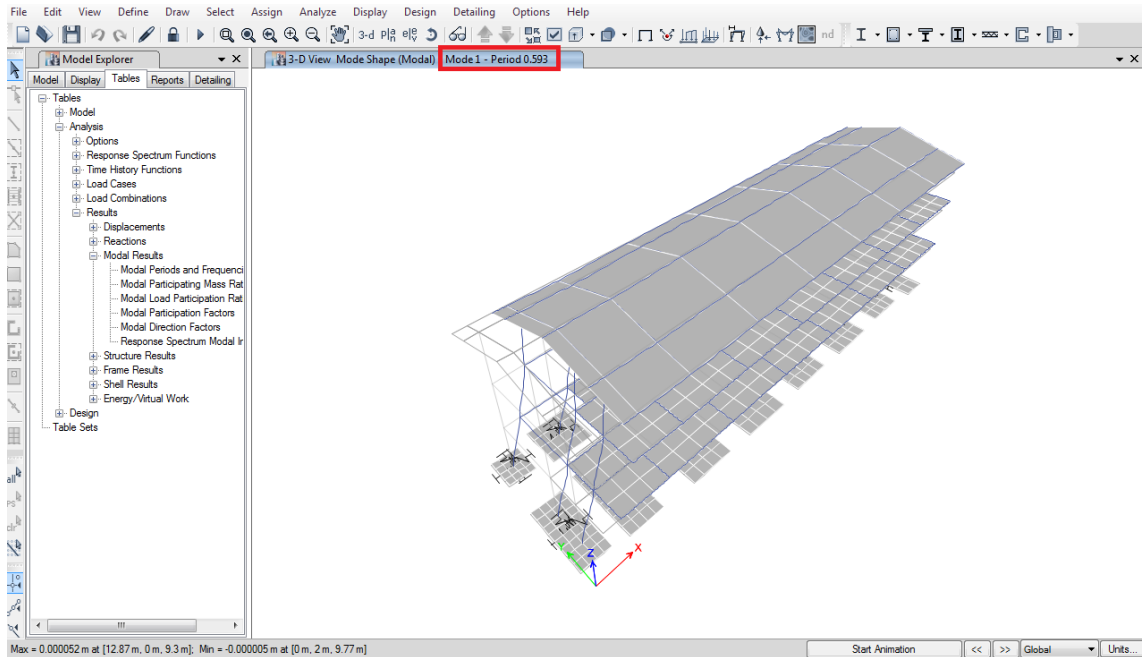 File Edit View Define Draw Select Assign Analyze Display Design Detailing Options Help
3-d
nd
Model Explorer
3-D View Mode Shape (Modal) Mode 1 - Period 0.593
Model Display Tables Reports Detailing
Tables
Model
Analysis
Options
Response Spectrum Functions
Time History Functions
Load Cases
Load Combinations
Results
Displacements
Reactions
Modal Results
Modal Periods and Frequenci
Modal Participating Mass Rat
Modal Load Participation Rat
Modal Participation Factors
Modal Direction Factors
Response Spectrum Modal Ir
Structure Results
Frame Results
Shell Results
Energy/Virtual Work
Design
Table Sets
all
ps
clr
X
Y
Z
Max = 0.000052 m at [12.87 m, 0 m, 9.3 m]; Min = -0.000005 m at [0 m, 2 m, 9.77 m]
Start Animation << >> Global Units...